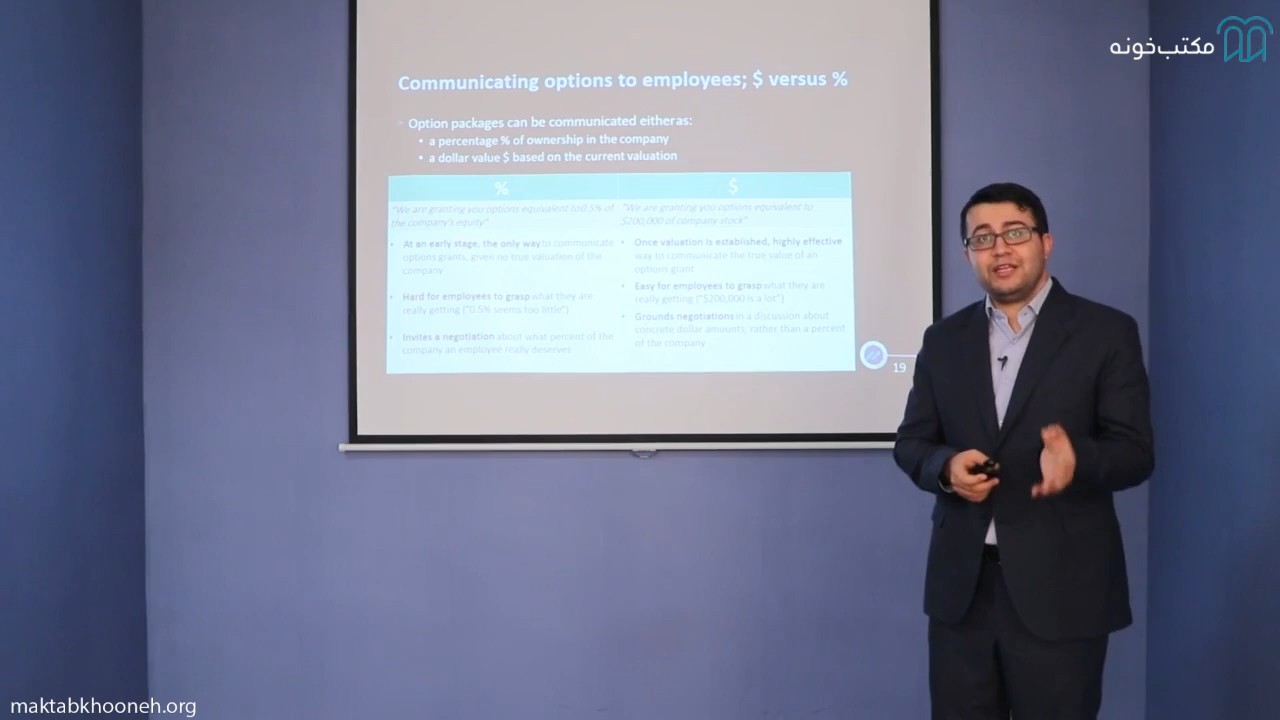 مکتب‌خونه
Communicating options to employees; $ versus %
Option packages can be communicated either as:
• a percentage % of ownership in the company
• a dollar value $ based on the current valuation
%
"We are granting you options equivalent to 0.5% of
the company's equity"
• At an early stage, the only way to communicate
options grants, given no true valuation of the
company
• Hard for employees to grasp what they are
really getting ("0.5% seems too little")
• Invites a negotiation about what percent of the
company an employee really deserves
$
"We are granting you options equivalent to
$200,000 of company stock"
• Once valuation is established, highly effective
way to communicate the true value of an
options grant
• Easy for employees to grasp what they are
really getting ("$200,000 is a lot")
• Grounds negotiations in a discussion about
concrete dollar amounts, rather than a percent
of the company
19
maktabkhooneh.org